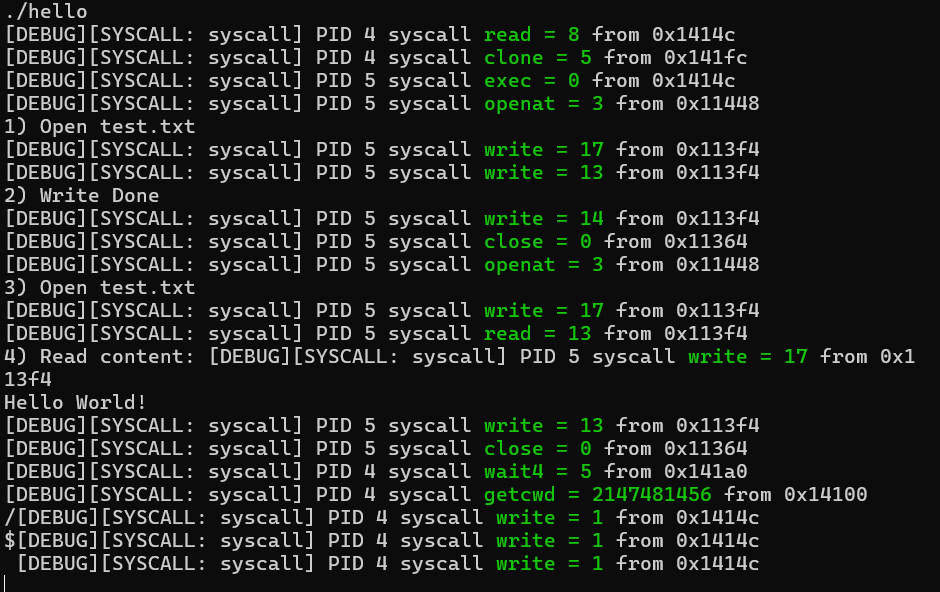 ./hello
[DEBUG][SYSCALL: syscall] PID 4 syscall read = 8 from 0x1414c
[DEBUG][SYSCALL: syscall] PID 4 syscall clone = 5 from 0x141fc
[DEBUG][SYSCALL: syscall] PID 5 syscall exec = 0 from 0x1414c
[DEBUG][SYSCALL: syscall] PID 5 syscall openat = 3 from 0x11448
1) Open test.txt
[DEBUG][SYSCALL: syscall] PID 5 syscall write = 17 from 0x113f4
[DEBUG][SYSCALL: syscall] PID 5 syscall write = 13 from 0x113f4
2) Write Done
[DEBUG][SYSCALL: syscall] PID 5 syscall write = 14 from 0x113f4
[DEBUG][SYSCALL: syscall] PID 5 syscall close = 0 from 0x11364
[DEBUG][SYSCALL: syscall] PID 5 syscall openat = 3 from 0x11448
3) Open test.txt
[DEBUG][SYSCALL: syscall] PID 5 syscall write = 17 from 0x113f4
[DEBUG][SYSCALL: syscall] PID 5 syscall read = 13 from 0x113f4
4) Read content: [DEBUG][SYSCALL: syscall] PID 5 syscall write = 17 from 0x1
13f4
Hello World!
[DEBUG][SYSCALL: syscall] PID 5 syscall write = 13 from 0x113f4
[DEBUG][SYSCALL: syscall] PID 5 syscall close = 0 from 0x11364
[DEBUG][SYSCALL: syscall] PID 4 syscall wait4 = 5 from 0x141a0
[DEBUG][SYSCALL: syscall] PID 4 syscall getcwd = 2147481456 from 0x14100
/[DEBUG][SYSCALL: syscall] PID 4 syscall write = 1 from 0x1414c
$[DEBUG][SYSCALL: syscall] PID 4 syscall write = 1 from 0x1414c
 [DEBUG][SYSCALL: syscall] PID 4 syscall write = 1 from 0x1414c